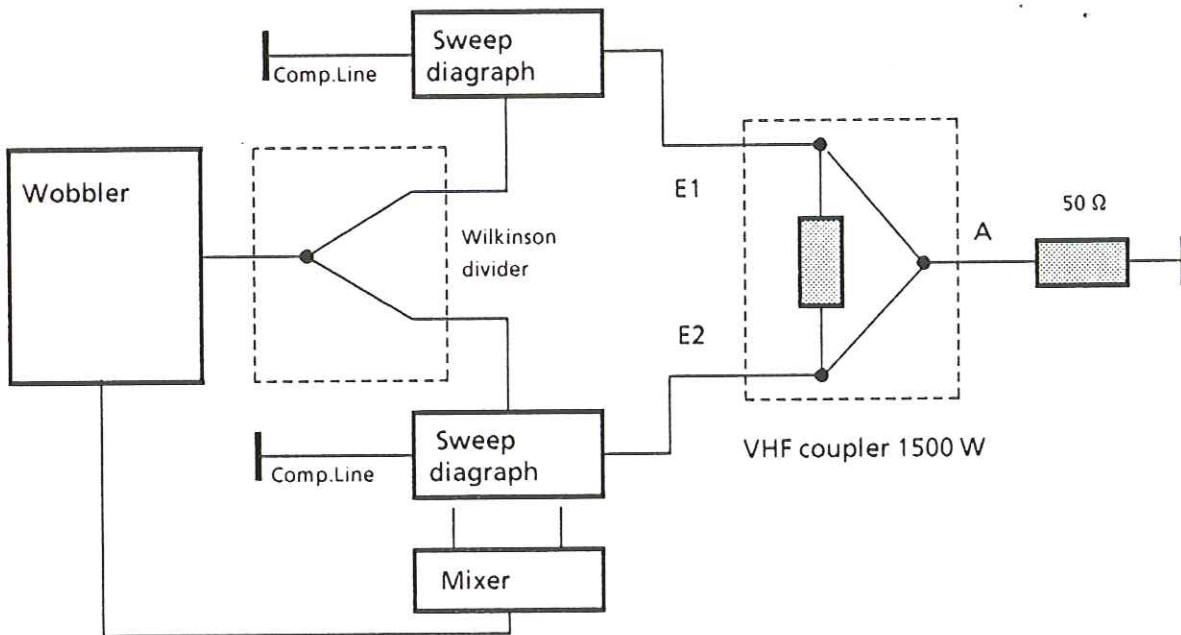 Sweep
diagraph
Comp.Line
Wobbler
Wilkinson
divider
E1
A
50 Ω
E2
Sweep
diagraph
Comp.Line
VHF coupler 1500 W
Mixer